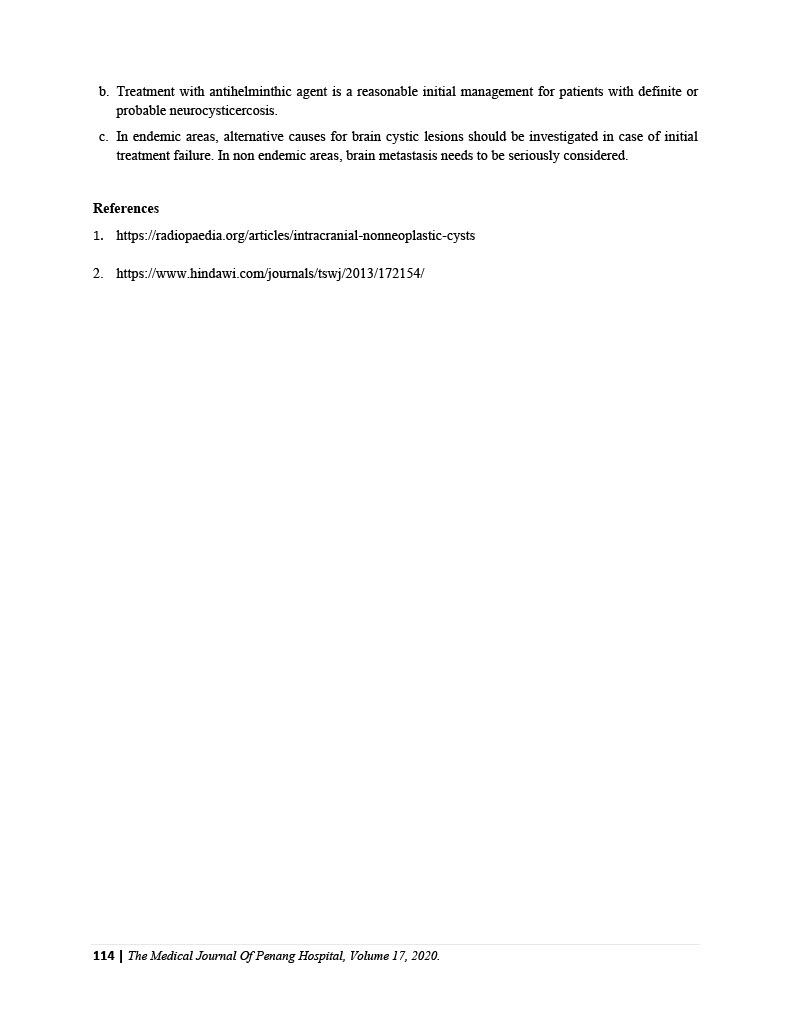 b. Treatment with antihelminthic agent is a reasonable initial management for patients with definite or
probable neurocysticercosis.
c. In endemic areas, alternative causes for brain cystic lesions should be investigated in case of initial
treatment failure. In non endemic areas, brain metastasis needs to be seriously considered.
References
1. https://radiopaedia.org/articles/intracranial-nonneoplastic-cysts
2. https://www.hindawi.com/journals/tswj/2013/172154/
114 | The Medical Journal Of Penang Hospital, Volume 17, 2020.